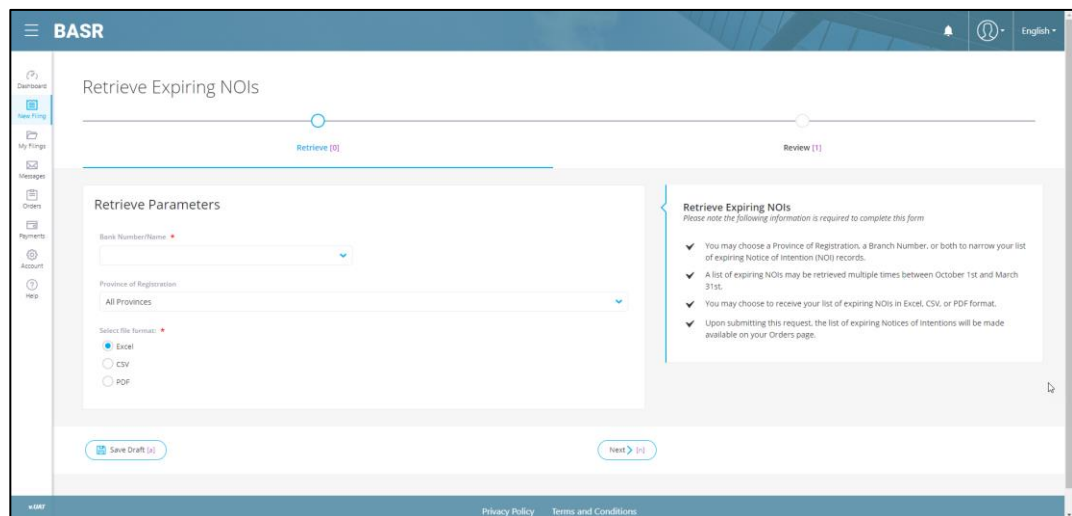 BASR
English
Dashboard
New Filing
My Filings
Messages
Orders
Payments
Account
Help
Retrieve Expiring NOIs
Retrieve [0]
Review [1]
Retrieve Parameters
Bank Number/Name *
Province of Registration
All Provinces
Select file format: *
Excel
CSV
PDF
Retrieve Expiring NOIs
Please note the following information is required to complete this form
You may choose a Province of Registration, a Branch Number, or both to narrow your list
of expiring Notice of Intention (NOI) records.
A list of expiring NOIs may be retrieved multiple times between October 1st and March
31st.
You may choose to receive your list of expiring NOIs in Excel, CSV, or PDF format.
Upon submitting this request, the list of expiring Notices of Intentions will be made
available on your Orders page.
Save Draft [a]
Next [n]
v.UAT
Privacy Policy Terms and Conditions